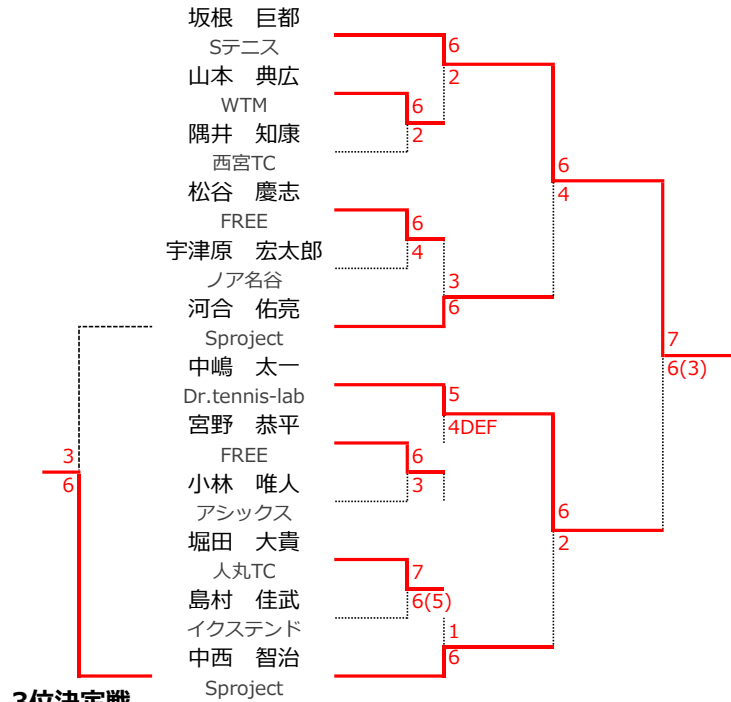 坂根　巨都
Sテニス
6
山本　典広
2
WTM
6
隅井　知康
2
西宮TC
6
松谷　慶志
4
FREE
6
宇津原　宏太郎
4
ノア名谷
3
河合　佑亮
6
Sproject
7
中嶋　太一
6(3)
Dr.tennis-lab
5
宮野　恭平
4DEF
FREE
3
6
小林　唯人
6
3
アシックス
6
堀田　大貴
2
人丸TC
7
島村　佳武
6(5)
イクステンド
1
中西　智治
6
Sproject
3位決定戦